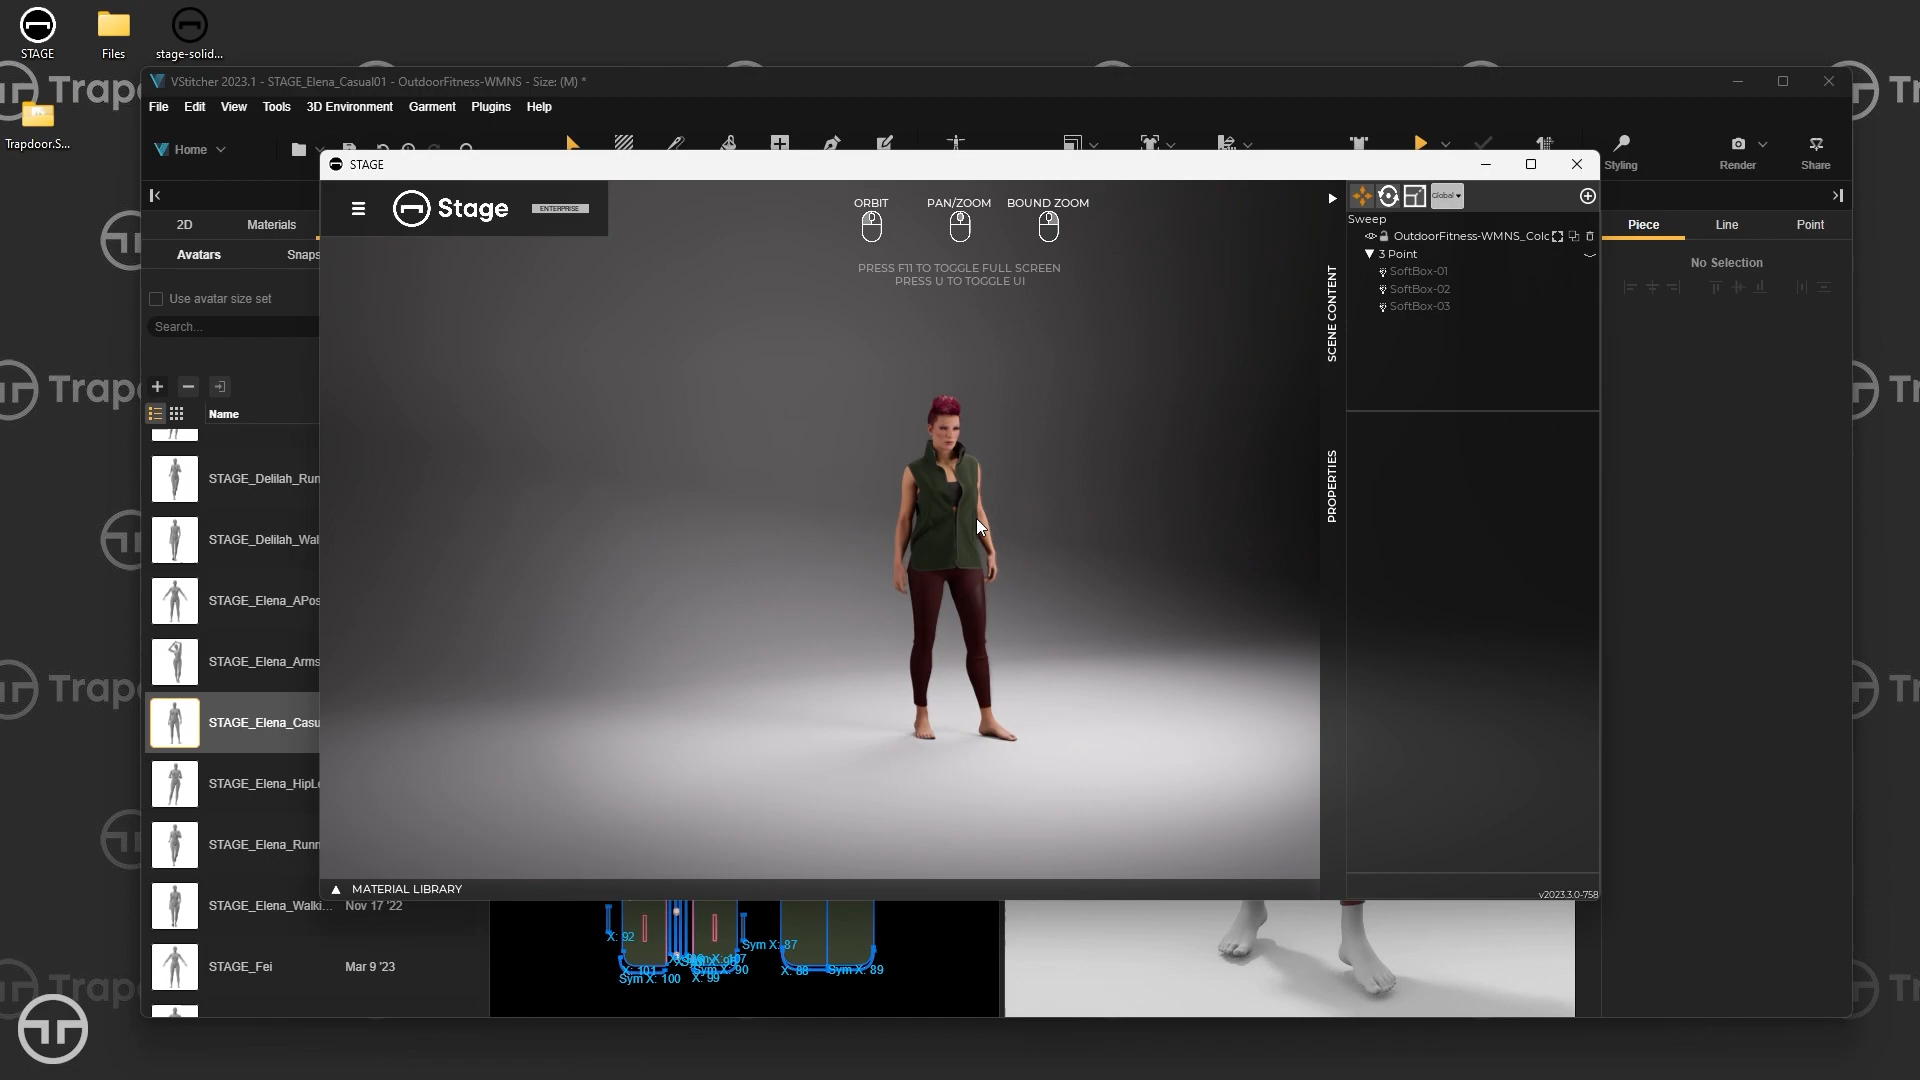 STAGE
Files
stage-solid...
Trapdoor.S...
VStitcher 2023.1 - STAGE_Elena_Casual01 - OutdoorFitness-WMNS - Size: (M) *
File Edit View Tools 3D Environment Garment Plugins Help
Home
Styling
Render
Share
STAGE
Stage
ENTERPRISE
ORBIT PAN/ZOOM BOUND ZOOM
PRESS F11 TO TOGGLE FULL SCREEN
PRESS U TO TOGGLE UI
Global
Sweep
OutdoorFitness-WMNS_Colc
3 Point
SoftBox-01
SoftBox-02
SoftBox-03
SCENE CONTENT
PROPERTIES
MATERIAL LIBRARY
v2023.3.0-758
2D Materials
Avatars Snaps
Use avatar size set
Search...
Name
STAGE_Delilah_Run
STAGE_Delilah_Wal
STAGE_Elena_APos
STAGE_Elena_Arms
STAGE_Elena_Casu
STAGE_Elena_HipL
STAGE_Elena_Runn
STAGE_Elena_Walki... Nov 17 '22
STAGE_Fei Mar 9 '23
Piece Line Point
No Selection
X: 92
Sym X: 87
X: 101
Sym X: 90
Sym X: 100
X: 99
X: 88
Sym X: 89